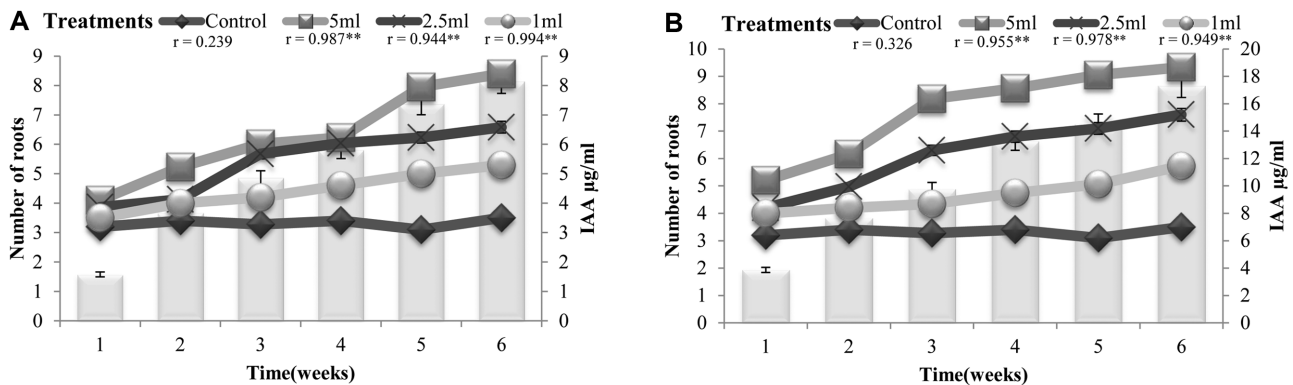 A
Treatments Control 5ml 2.5ml 1ml
r = 0.239 r = 0.987** r = 0.944** r = 0.994**
9 9
8 8
7 7
6 6
5 5
4 4
3 3
2 2
1 1
0 0
Number of roots
IAA µg/ml
1 2 3 4 5 6
Time(weeks)
B
Treatments Control 5ml 2.5ml 1ml
r = 0.326 r = 0.955** r = 0.978** r = 0.949**
10 20
9 18
8 16
7 14
6 12
5 10
4 8
3 6
2 4
1 2
0 0
Number of roots
IAA µg/ml
1 2 3 4 5 6
Time(weeks)